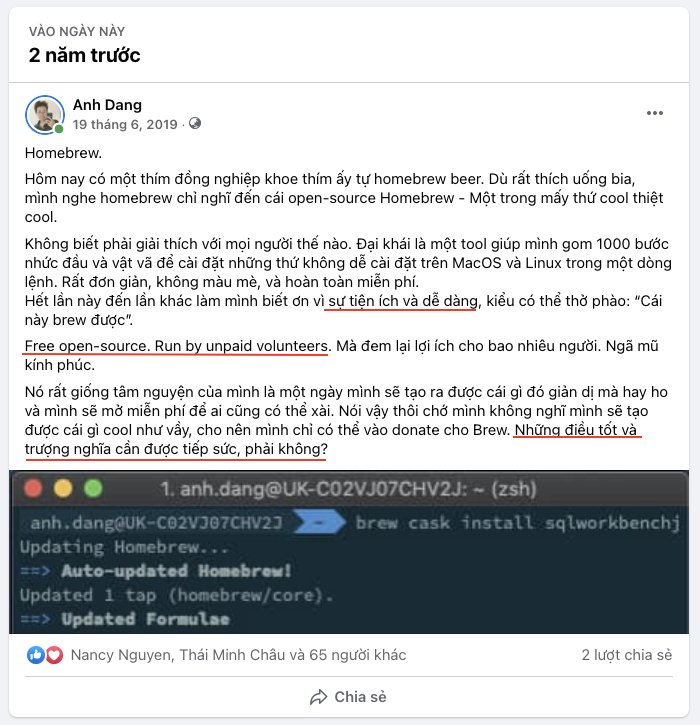 VÀO NGÀY NÀY
2 năm trước
Anh Dang
19 tháng 6, 2019 ·
Homebrew.
Hôm nay có một thím đồng nghiệp khoe thím ấy tự homebrew beer. Dù rất thích uống bia,
mình nghe homebrew chỉ nghĩ đến cái open-source Homebrew - Một trong mấy thứ cool thiệt
cool.
Không biết phải giải thích với mọi người thế nào. Đại khái là một tool giúp mình gom 1000 bước
nhức đầu và vật vã để cài đặt những thứ không dễ cài đặt trên MacOS và Linux trong một dòng
lệnh. Rất đơn giản, không màu mè, và hoàn toàn miễn phí.
Hết lần này đến lần khác làm mình biết ơn vì sự tiện ích và dễ dàng, kiểu có thể thở phào: “Cái
này brew được”.
Free open-source. Run by unpaid volunteers. Mà đem lại lợi ích cho bao nhiêu người. Ngã mũ
kính phúc.
Nó rất giống tâm nguyện của mình là một ngày mình sẽ tạo ra được cái gì đó giản dị mà hay ho
và mình sẽ mở miễn phí để ai cũng có thể xài. Nói vậy thôi chớ mình không nghĩ mình sẽ tạo
được cái gì cool như vầy, cho nên mình chỉ có thể vào donate cho Brew. Những điều tốt và
trượng nghĩa cần được tiếp sức, phải không?
1. anh.dang@UK-C02VJ07CHV2J: ~ (zsh)
anh.dang@UK-C02VJ07CHV2J ~ brew cask install sqlworkbenchj
Updating Homebrew...
==> Auto-updated Homebrew!
Updated 1 tap (homebrew/core).
==> Updated Formulae
Nancy Nguyen, Thái Minh Châu và 65 người khác
2 lượt chia sẻ
Chia sẻ